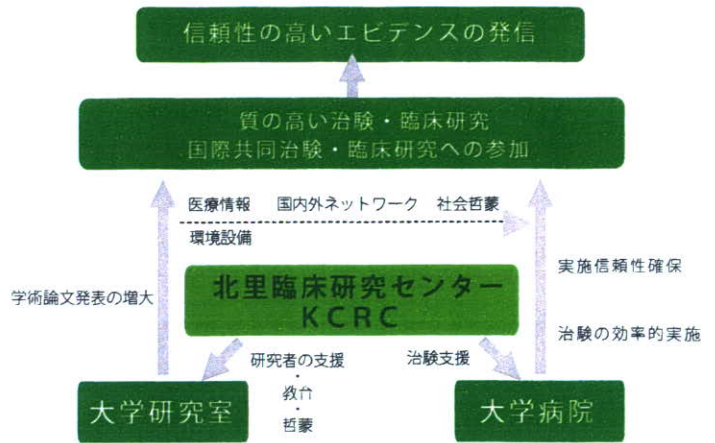 信頼性の高いエビデンスの発信
質の高い治験・臨床研究
国際共同治験・臨床研究への参加
医療情報 国内外ネットワーク 社会哲蒙
環境設備
北里臨床研究センター
KCRC
学術論文発表の増大
実施信頼性確保
治験の効率的実施
研究者の支援
・
教台
・
哲蒙
治験支援
大学研究室
大学病院